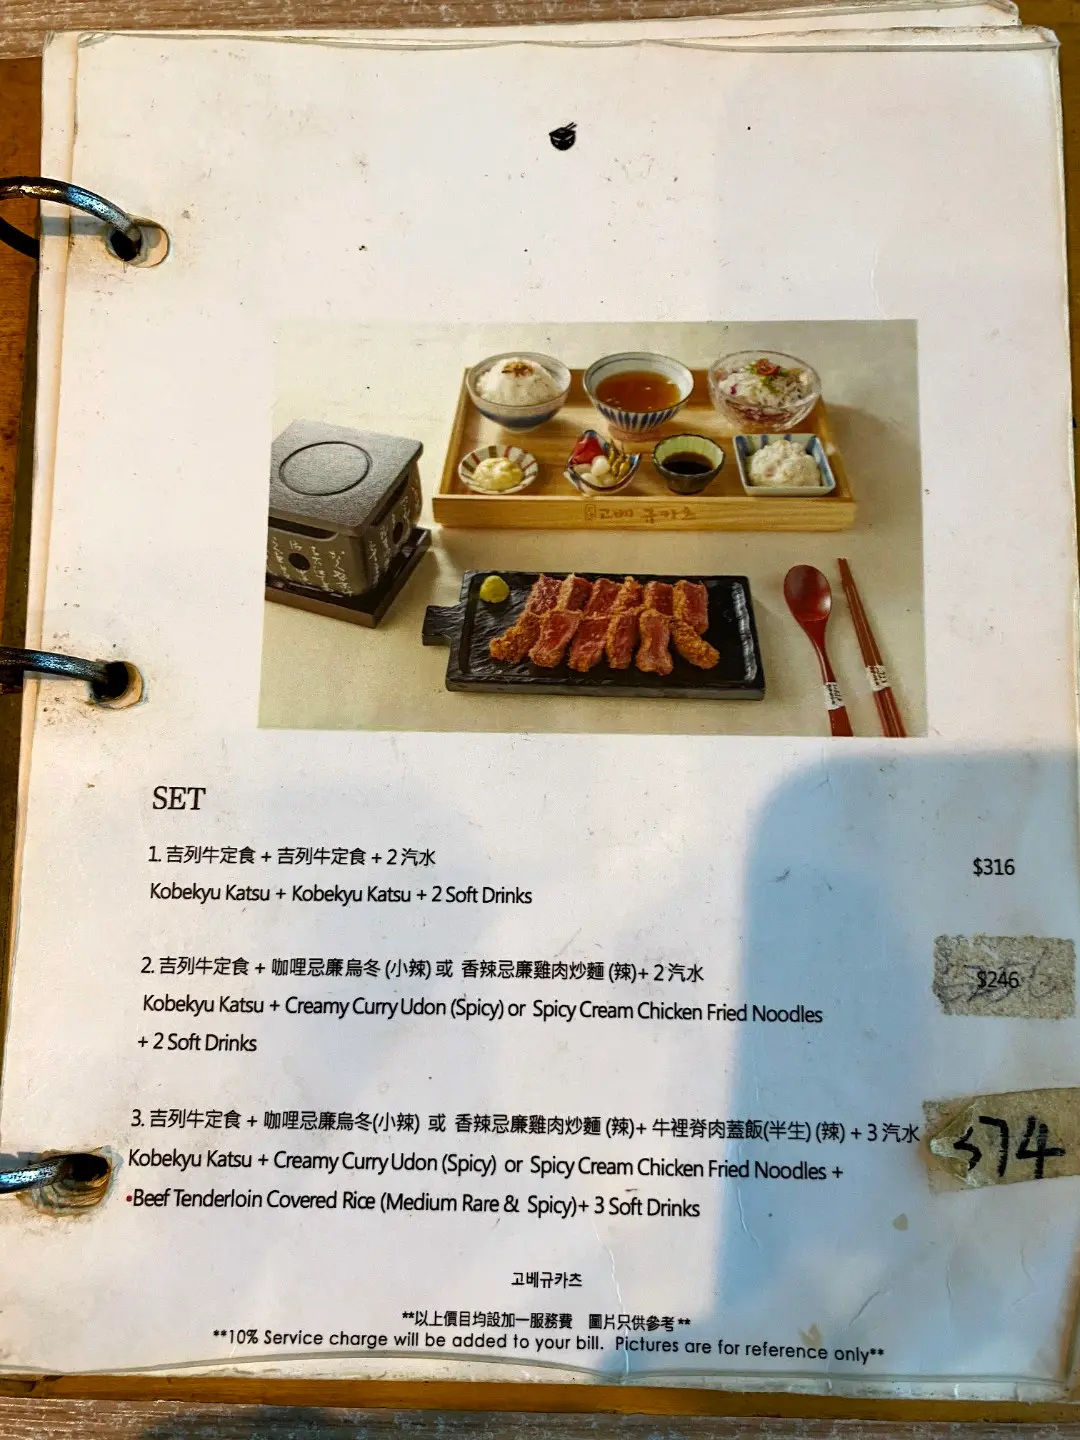 고베 규카츠
SET
1. 吉列牛定食 + 吉列牛定食 + 2 汽水
$316
Kobekyu Katsu + Kobekyu Katsu + 2 Soft Drinks
2. 吉列牛定食 + 咖哩忌廉烏冬 (小辣) 或 香辣忌廉雞肉炒麵 (辣)+ 2 汽水
$246
Kobekyu Katsu + Creamy Curry Udon (Spicy) or Spicy Cream Chicken Fried Noodles
+ 2 Soft Drinks
3. 吉列牛定食 + 咖哩忌廉烏冬(小辣) 或 香辣忌廉雞肉炒麵 (辣)+ 牛裡脊肉蓋飯(半生) (辣) + 3 汽水
374
Kobekyu Katsu + Creamy Curry Udon (Spicy) or Spicy Cream Chicken Fried Noodles +
•Beef Tenderloin Covered Rice (Medium Rare & Spicy)+ 3 Soft Drinks
고베규카츠
**以上價目均設加一服務費 圖片只供參考**
**10% Service charge will be added to your bill. Pictures are for reference only**